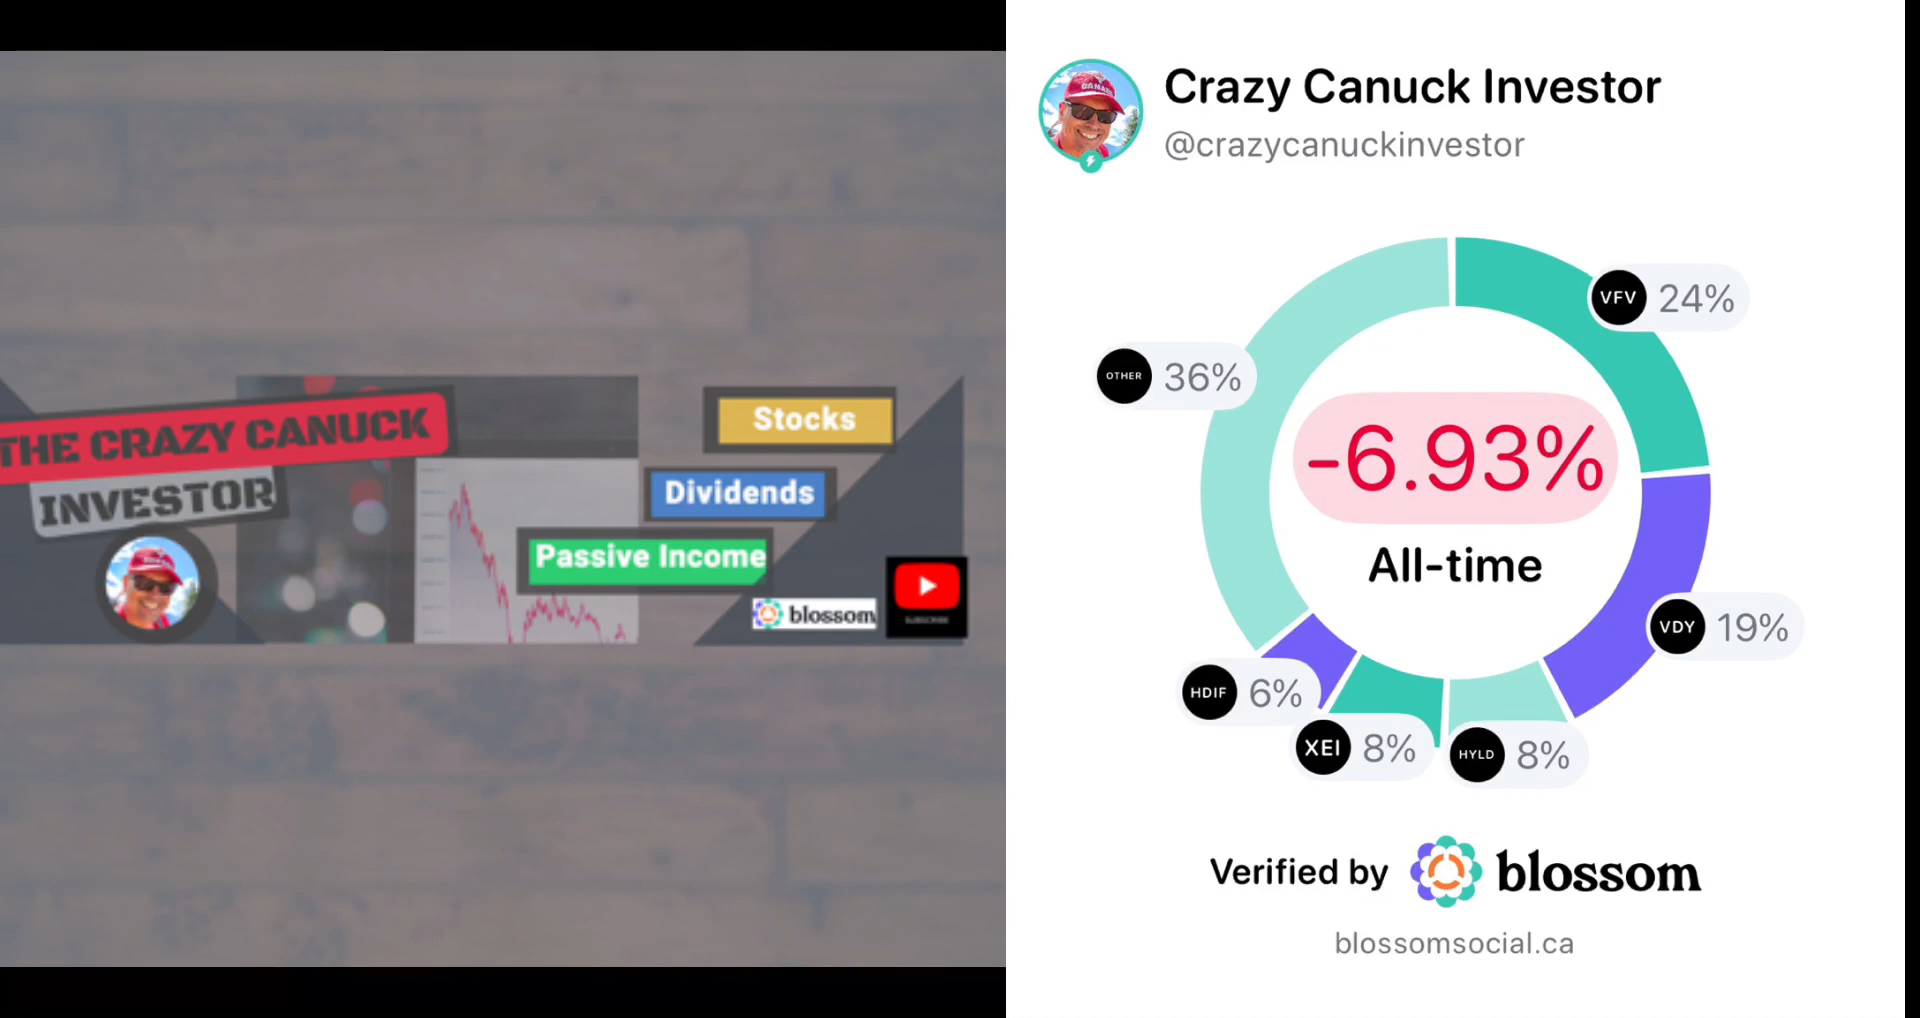 THE CRAZY CANUCK
INVESTOR
Stocks
Dividends
Passive Income
blossom
SUBSCRIBE
Crazy Canuck Investor
@crazycanuckinvestor
VFV 24%
OTHER 36%
-6.93%
All-time
VDY 19%
HDIF 6%
XEI 8%
HYLD 8%
Verified by blossom
blossomsocial.ca